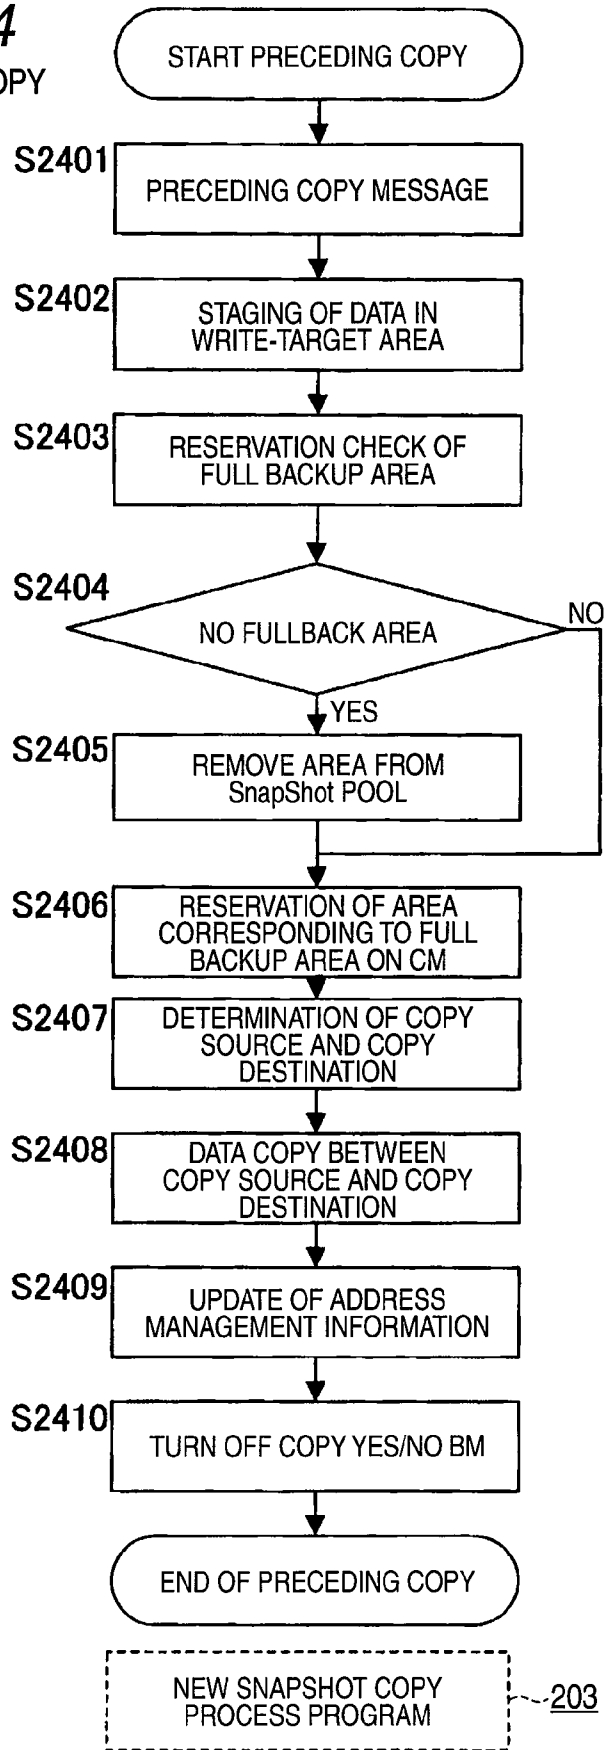 4
OPY
START PRECEDING COPY
S2401
PRECEDING COPY MESSAGE
S2402
STAGING OF DATA IN
WRITE-TARGET AREA
S2403
RESERVATION CHECK OF
FULL BACKUP AREA
S2404
NO FULLBACK AREA
NO
YES
S2405
REMOVE AREA FROM
SnapShot POOL
S2406
RESERVATION OF AREA
CORRESPONDING TO FULL
BACKUP AREA ON CM
S2407
DETERMINATION OF COPY
SOURCE AND COPY
DESTINATION
S2408
DATA COPY BETWEEN
COPY SOURCE AND COPY
DESTINATION
S2409
UPDATE OF ADDRESS
MANAGEMENT INFORMATION
S2410
TURN OFF COPY YES/NO BM
END OF PRECEDING COPY
NEW SNAPSHOT COPY
PROCESS PROGRAM
203